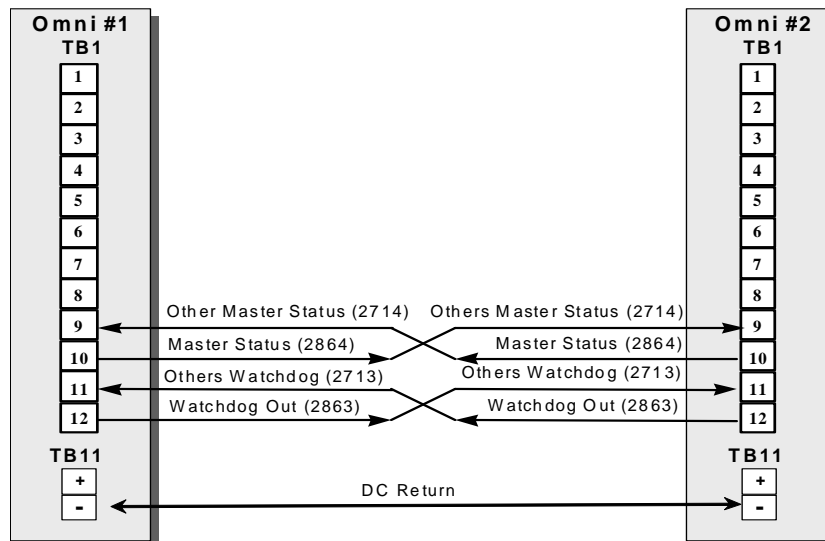 Omni #1
TB1
1
2
3
4
5
6
7
8
9
10
11
12
TB11
+
-
Other Master Status (2714)
Master Status (2864)
Others Watchdog (2713)
Watchdog Out (2863)
Others Master Status (2714)
Master Status (2864)
Others Watchdog (2713)
Watchdog Out (2863)
DC Return
Omni #2
TB1
1
2
3
4
5
6
7
8
9
10
11
12
TB11
+
-